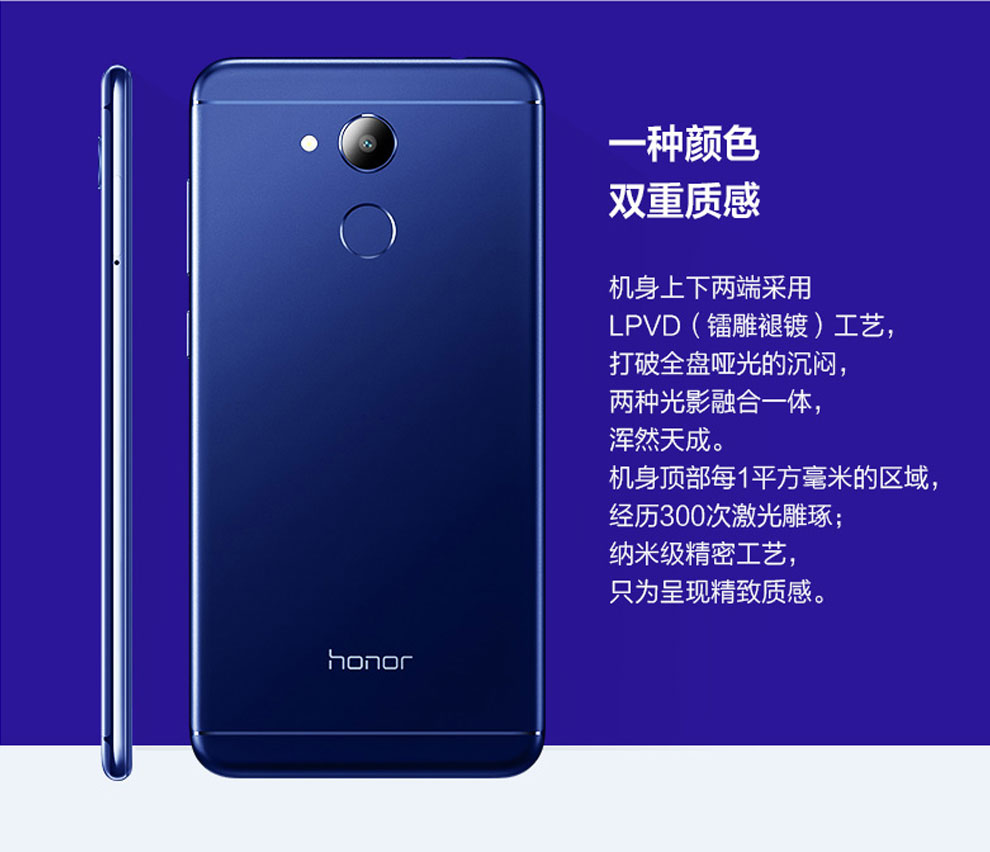 一种颜色
双重质感
机身上下两端采用
LPVD（镭雕褪镀）工艺，
打破全盘哑光的沉闷，
两种光影融合一体，
浑然天成。
机身顶部每1平方毫米的区域，
经历300次激光雕琢；
纳米级精密工艺，
只为呈现精致质感。
honor